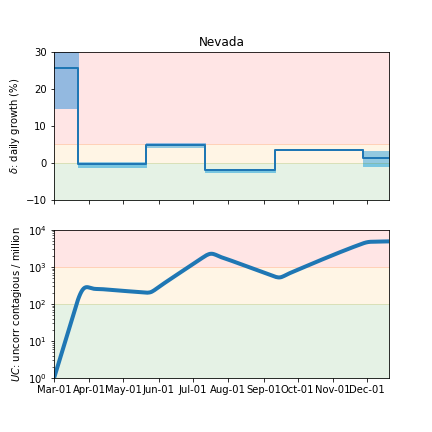 Nevada
30
20
10
0
−10
δ: daily growth (%)
10⁴
10³
10²
10¹
10⁰
UC: uncorr contagious / million
Mar-01 Apr-01 May-01 Jun-01 Jul-01 Aug-01 Sep-01 Oct-01 Nov-01 Dec-01